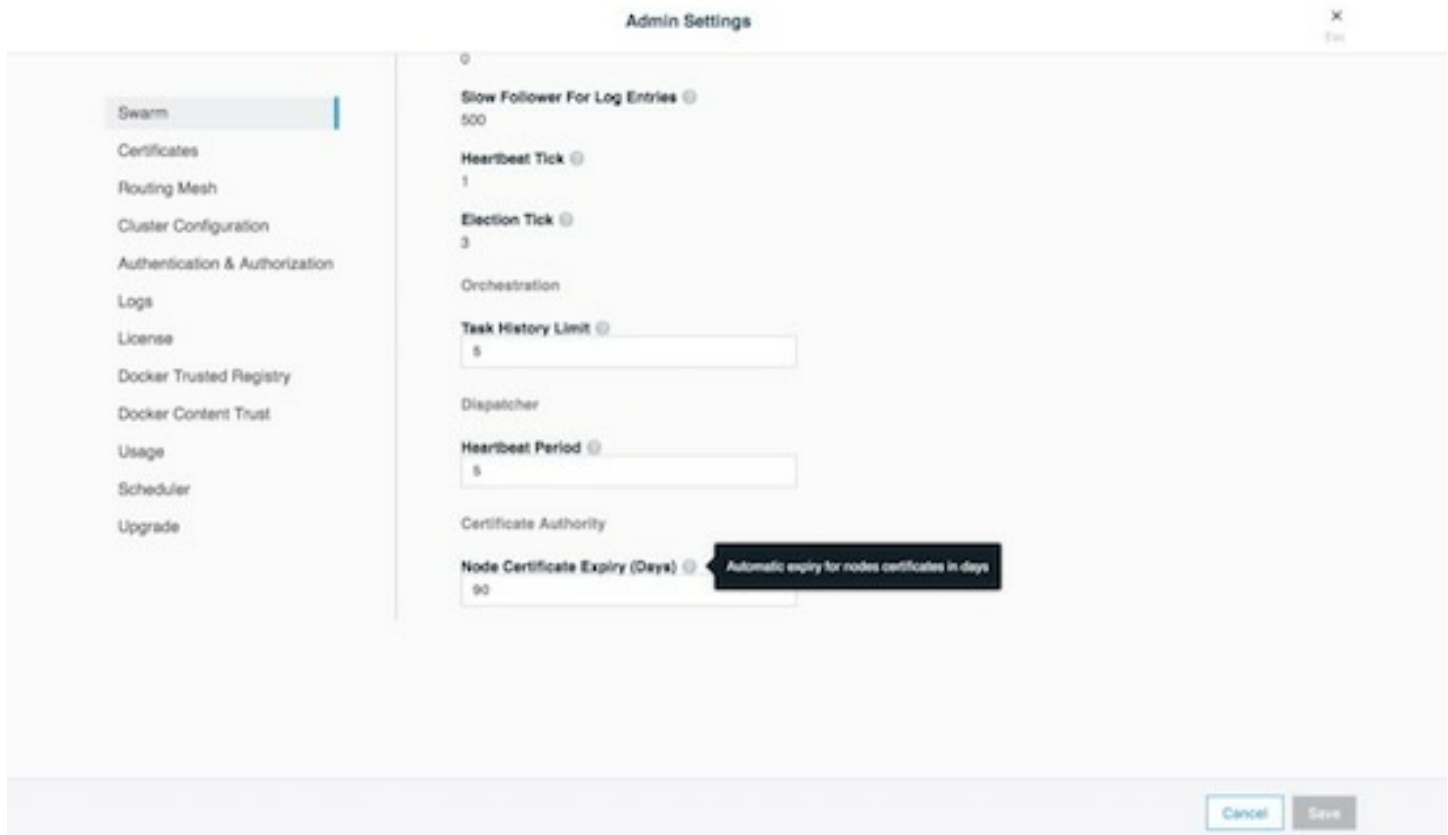 Admin Settings
×
Esc
Swarm
Certificates
Routing Mesh
Cluster Configuration
Authentication & Authorization
Logs
License
Docker Trusted Registry
Docker Content Trust
Usage
Scheduler
Upgrade
0
Slow Follower For Log Entries
500
Heartbeat Tick
1
Election Tick
3
Orchestration
Task History Limit
5
Dispatcher
Heartbeat Period
5
Certificate Authority
Node Certificate Expiry (Days)
Automatic expiry for nodes certificates in days
90
Cancel
Save